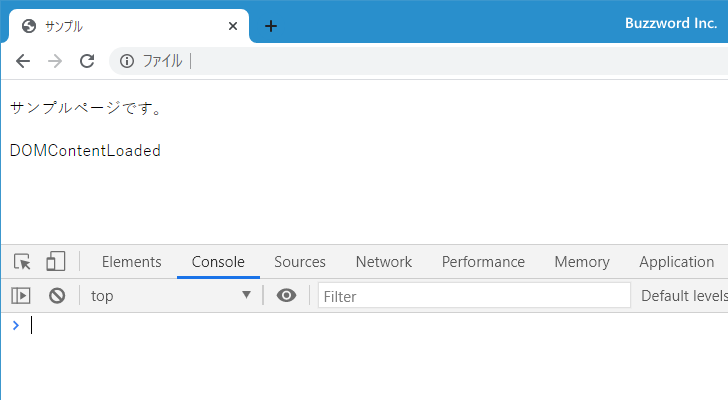 サンプル
Buzzword Inc.
ファイル
サンプルページです。
DOMContentLoaded
Elements Console Sources Network Performance Memory Application
top Filter Default levels